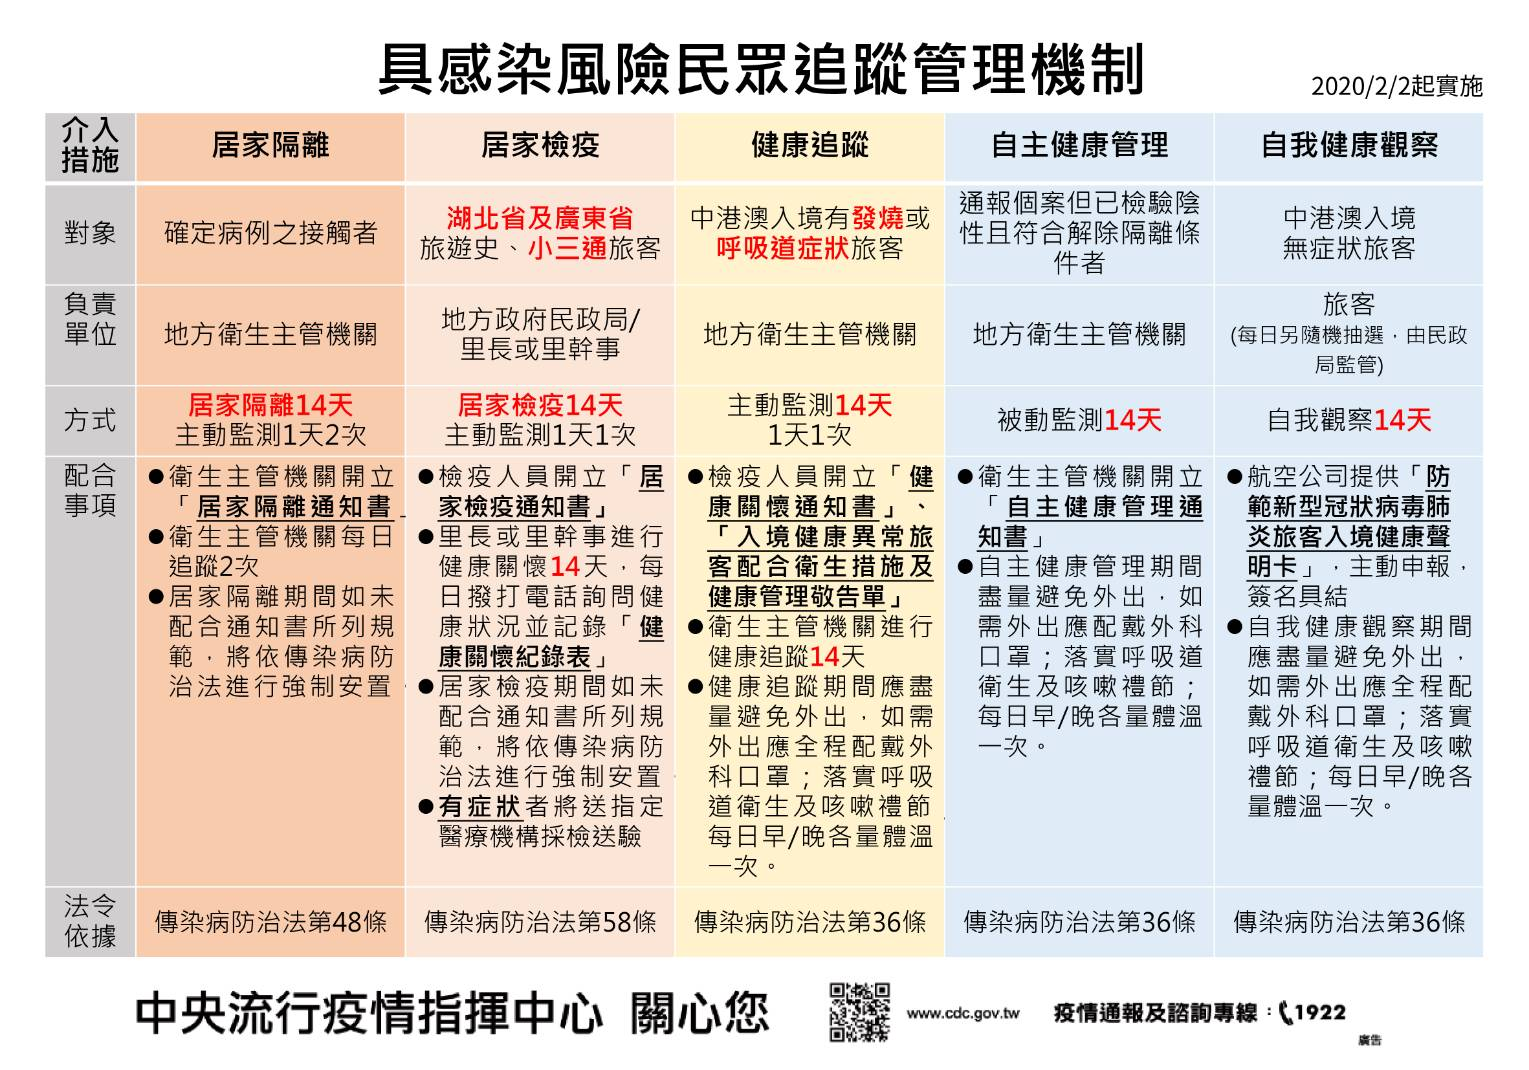 具感染風險民眾追蹤管理機制
2020/2/2起實施
介入
措施
居家隔離
居家檢疫
健康追蹤
自主健康管理
自我健康觀察
對象
確定病例之接觸者
湖北省及廣東省
旅遊史、小三通旅客
中港澳入境有發燒或
呼吸道症狀旅客
通報個案但已檢驗陰
性且符合解除隔離條
件者
中港澳入境
無症狀旅客
負責
單位
地方衛生主管機關
地方政府民政局/
里長或里幹事
地方衛生主管機關
地方衛生主管機關
旅客
(每日另隨機抽選，由民政
局監管)
方式
居家隔離14天
主動監測1天2次
居家檢疫14天
主動監測1天1次
主動監測14天
1天1次
被動監測14天
自我觀察14天
配合
事項
●衛生主管機關開立
「居家隔離通知書」
●衛生主管機關每日
追蹤2次
●居家隔離期間如未
配合通知書所列規
範，將依傳染病防
治法進行強制安置
●檢疫人員開立「居
家檢疫通知書」
●里長或里幹事進行
健康關懷14天，每
日撥打電話詢問健
康狀況並記錄「健
康關懷紀錄表」
●居家檢疫期間如未
配合通知書所列規
範，將依傳染病防
治法進行強制安置
●有症狀者將送指定
醫療機構採檢送驗
●檢疫人員開立「健
康關懷通知書」、
「入境健康異常旅
客配合衛生措施及
健康管理敬告單」
●衛生主管機關進行
健康追蹤14天
●健康追蹤期間應盡
量避免外出，如需
外出應全程配戴外
科口罩；落實呼吸
道衛生及咳嗽禮節
每日早/晚各量體溫
一次。
●衛生主管機關開立
「自主健康管理通
知書」
●自主健康管理期間
盡量避免外出，如
需外出應配戴外科
口罩；落實呼吸道
衛生及咳嗽禮節；
每日早/晚各量體溫
一次。
●航空公司提供「防
範新型冠狀病毒肺
炎旅客入境健康聲
明卡」，主動申報，
簽名具結
●自我健康觀察期間
應盡量避免外出，
如需外出應全程配
戴外科口罩；落實
呼吸道衛生及咳嗽
禮節；每日早/晚各
量體溫一次。
法令
依據
傳染病防治法第48條
傳染病防治法第58條
傳染病防治法第36條
傳染病防治法第36條
傳染病防治法第36條
中央流行疫情指揮中心 關心您
www.cdc.gov.tw
疫情通報及諮詢專線：1922
廣告